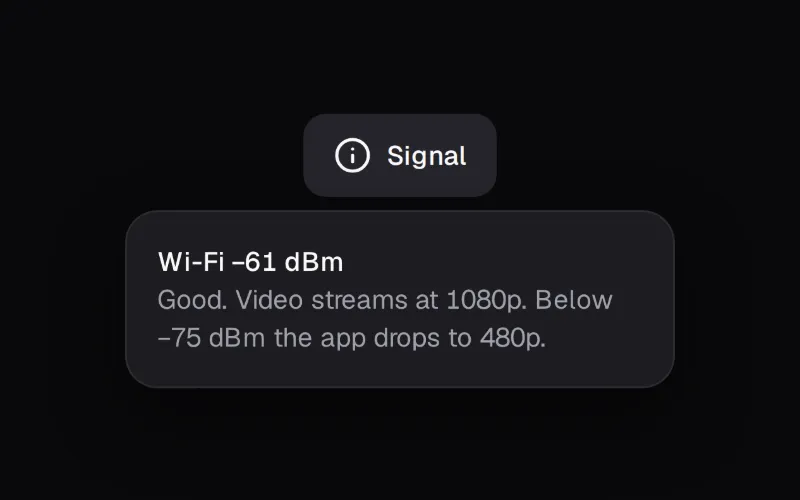 Signal
Wi-Fi −61 dBm
Good. Video streams at 1080p. Below
−75 dBm the app drops to 480p.